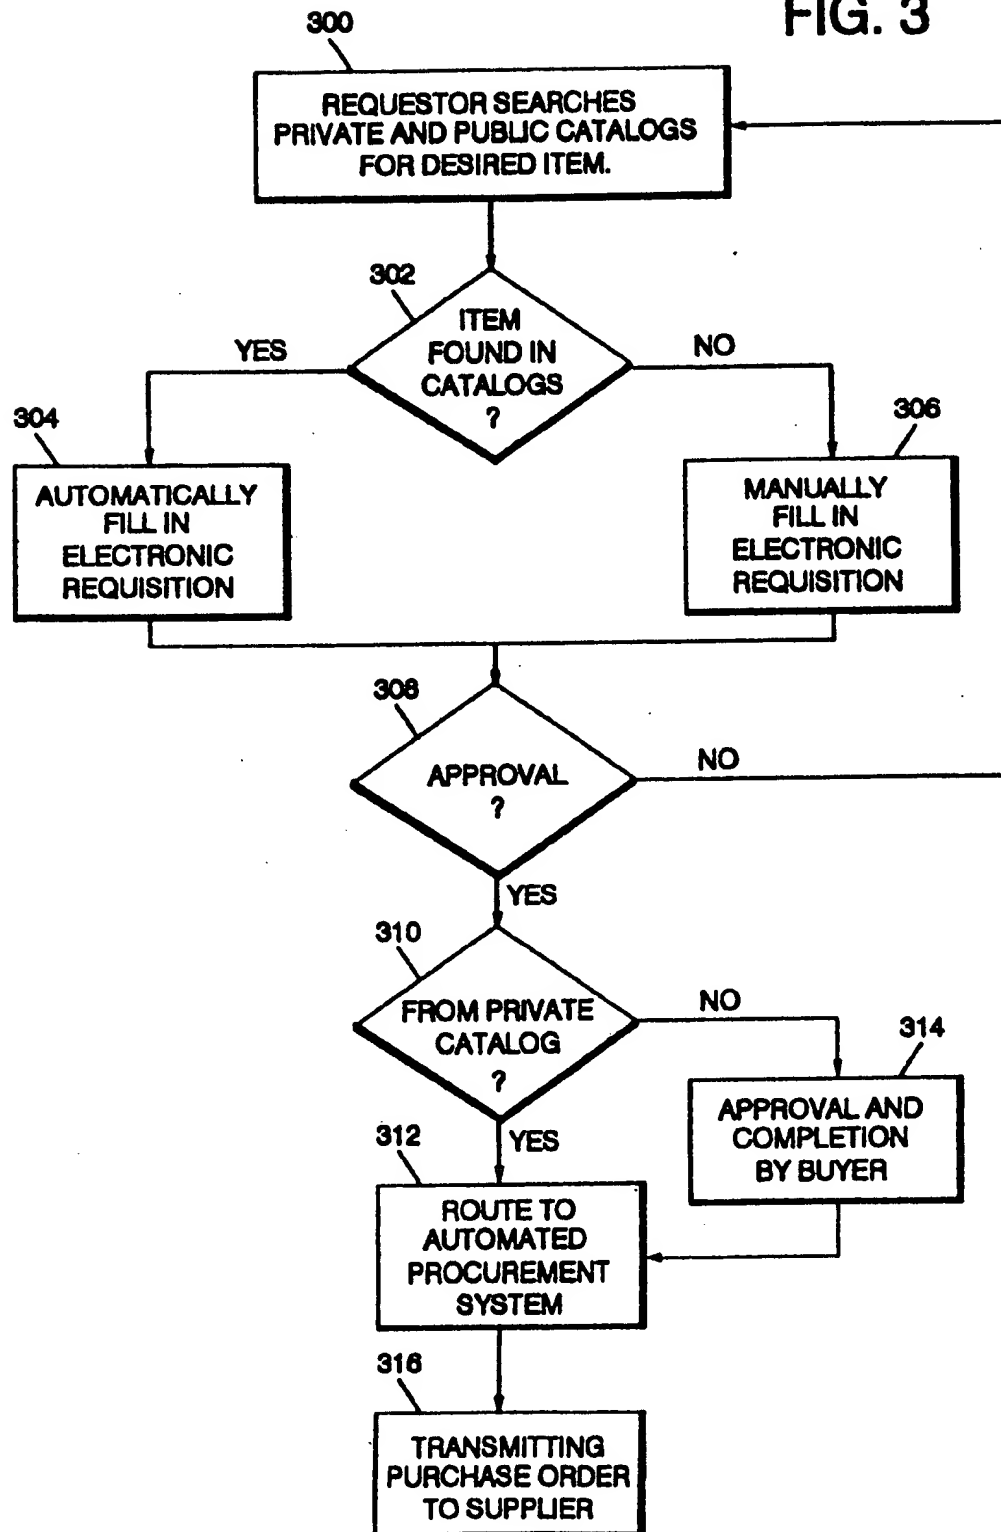 FIG. 3
300
REQUESTOR SEARCHES
PRIVATE AND PUBLIC CATALOGS
FOR DESIRED ITEM.
302
ITEM
FOUND IN
CATALOGS
?
YES
NO
304
AUTOMATICALLY
FILL IN
ELECTRONIC
REQUISITION
306
MANUALLY
FILL IN
ELECTRONIC
REQUISITION
308
APPROVAL
?
NO
YES
310
FROM PRIVATE
CATALOG
?
NO
314
APPROVAL AND
COMPLETION
BY BUYER
YES
312
ROUTE TO
AUTOMATED
PROCUREMENT
SYSTEM
316
TRANSMITTING
PURCHASE ORDER
TO SUPPLIER